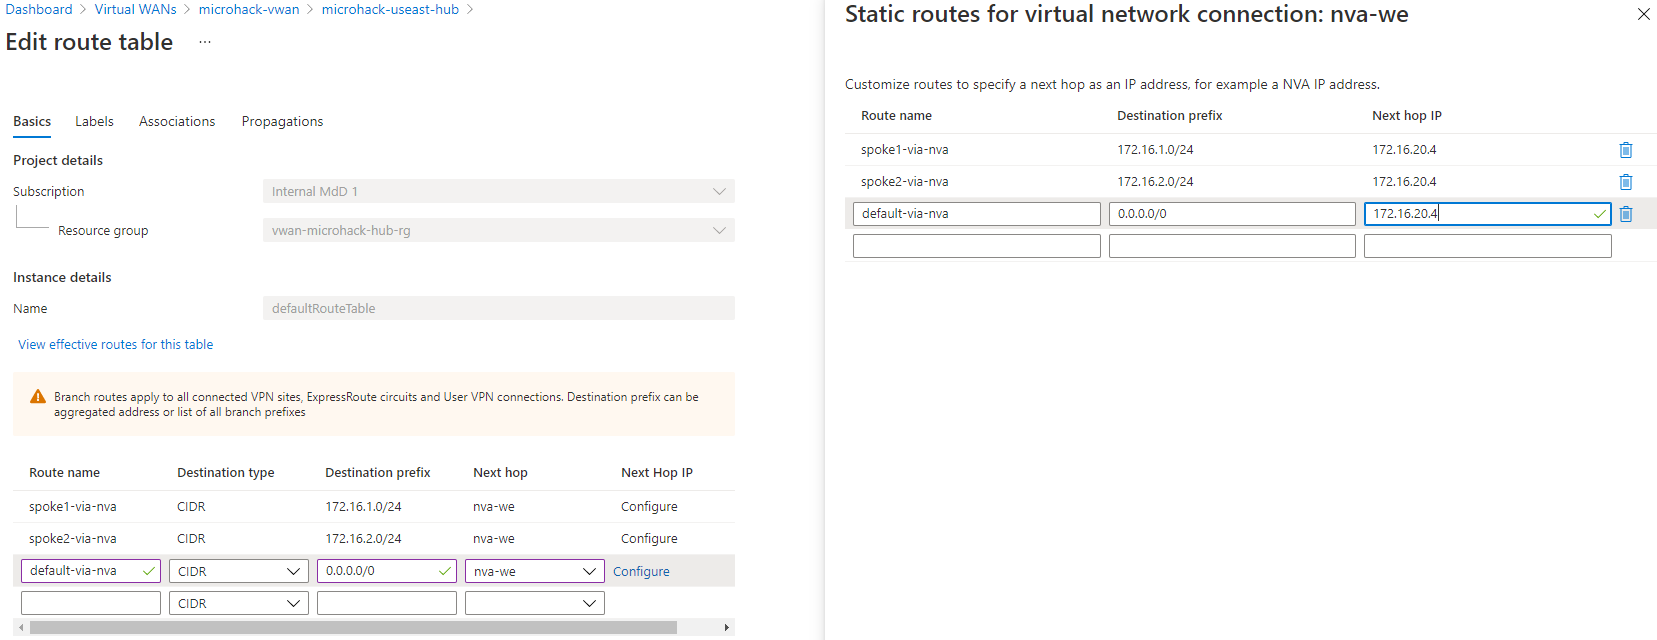 Dashboard > Virtual WANs > microhack-vwan > microhack-useast-hub >
Edit route table ...
Basics Labels Associations Propagations
Project details
Subscription Internal MdD 1
Resource group vwan-microhack-hub-rg
Instance details
Name defaultRouteTable
View effective routes for this table
Branch routes apply to all connected VPN sites, ExpressRoute circuits and User VPN connections. Destination prefix can be
aggregated address or list of all branch prefixes
Route name Destination type Destination prefix Next hop Next Hop IP
spoke1-via-nva CIDR 172.16.1.0/24 nva-we Configure
spoke2-via-nva CIDR 172.16.2.0/24 nva-we Configure
default-via-nva CIDR 0.0.0.0/0 nva-we Configure
CIDR
Static routes for virtual network connection: nva-we
Customize routes to specify a next hop as an IP address, for example a NVA IP address.
Route name Destination prefix Next hop IP
spoke1-via-nva 172.16.1.0/24 172.16.20.4
spoke2-via-nva 172.16.2.0/24 172.16.20.4
default-via-nva 0.0.0.0/0 172.16.20.4